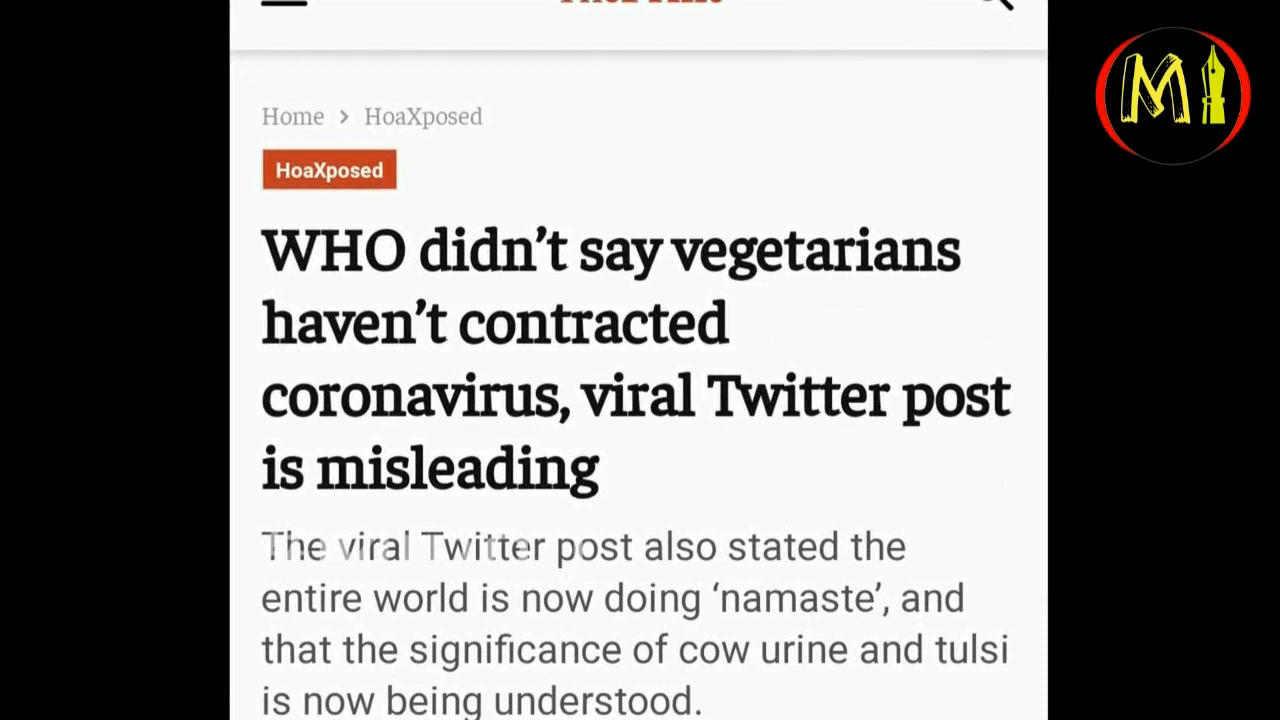 Home > HoaXposed
HoaXposed
WHO didn’t say vegetarians
haven’t contracted
coronavirus, viral Twitter post
is misleading
The viral Twitter post also stated the
entire world is now doing ‘namaste’, and
that the significance of cow urine and tulsi
is now being understood.
M